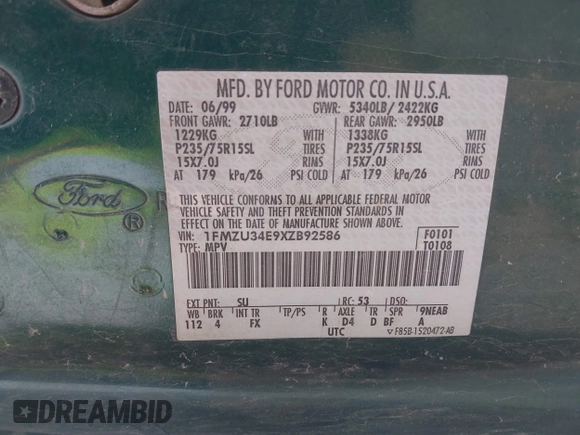 MFD. BY FORD MOTOR CO. IN U.S.A.
DATE: 06/99 GVWR: 5340LB/ 2422KG
FRONT GAWR: 2710LB REAR GAWR: 2950LB
1229KG WITH 1338KG WITH
P235/75R15SL TIRES P235/75R15SL TIRES
15X7.0J RIMS 15X7.0J RIMS
AT 179 kPa/26 PSI COLD AT 179 kPa/26 PSI COLD
THIS VEHICLE CONFORMS TO ALL APPLICABLE FEDERAL MOTOR
VEHICLE SAFETY AND THEFT PREVENTION STANDARDS IN
EFFECT ON THE DATE OF MANUFACTURE SHOWN ABOVE.
VIN: 1FMZU34E9XZB92586 F0101
TYPE: MPV T0108
EXT PNT: SU RC: 53 DSO:
WB BRK INT TR TP/PS R AXLE TR SPR 9NEAB
112 4 FX K D4 D BF A
UTC F85B-1520472-AB
Ford ® R
DREAMBID